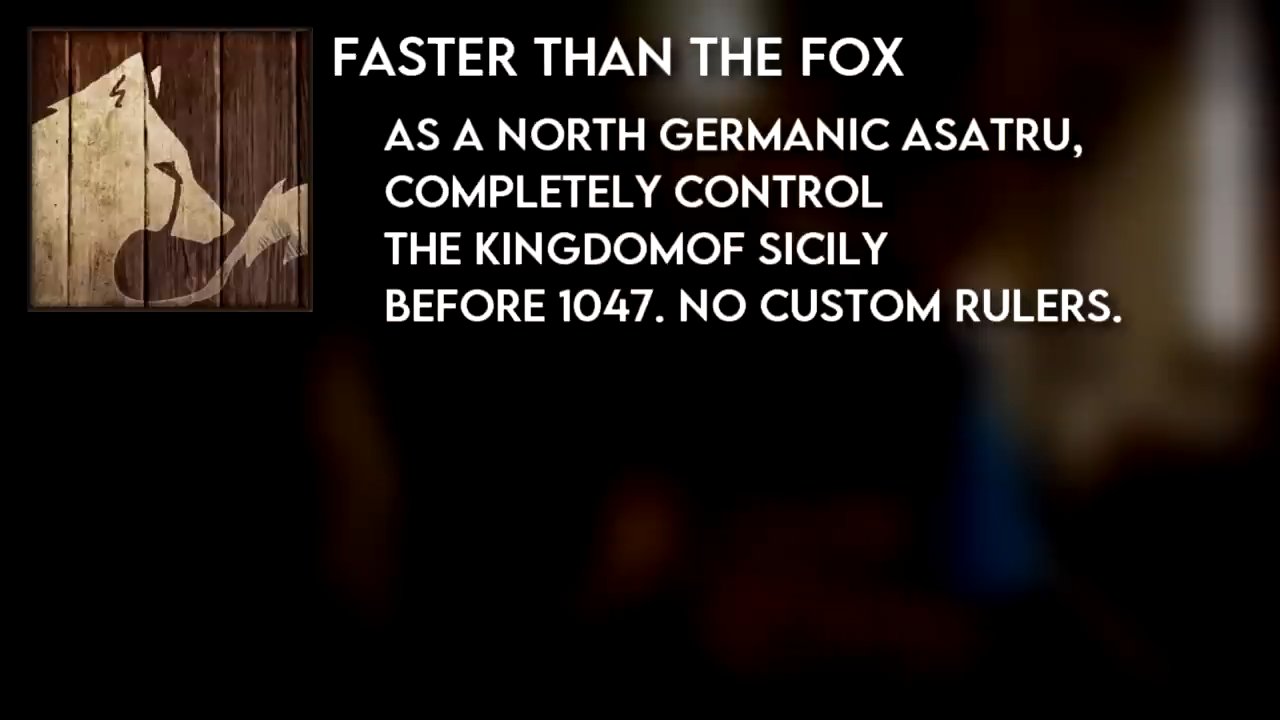 FASTER THAN THE FOX
AS A NORTH GERMANIC ASATRU,
COMPLETELY CONTROL
THE KINGDOMOF SICILY
BEFORE 1047. NO CUSTOM RULERS.